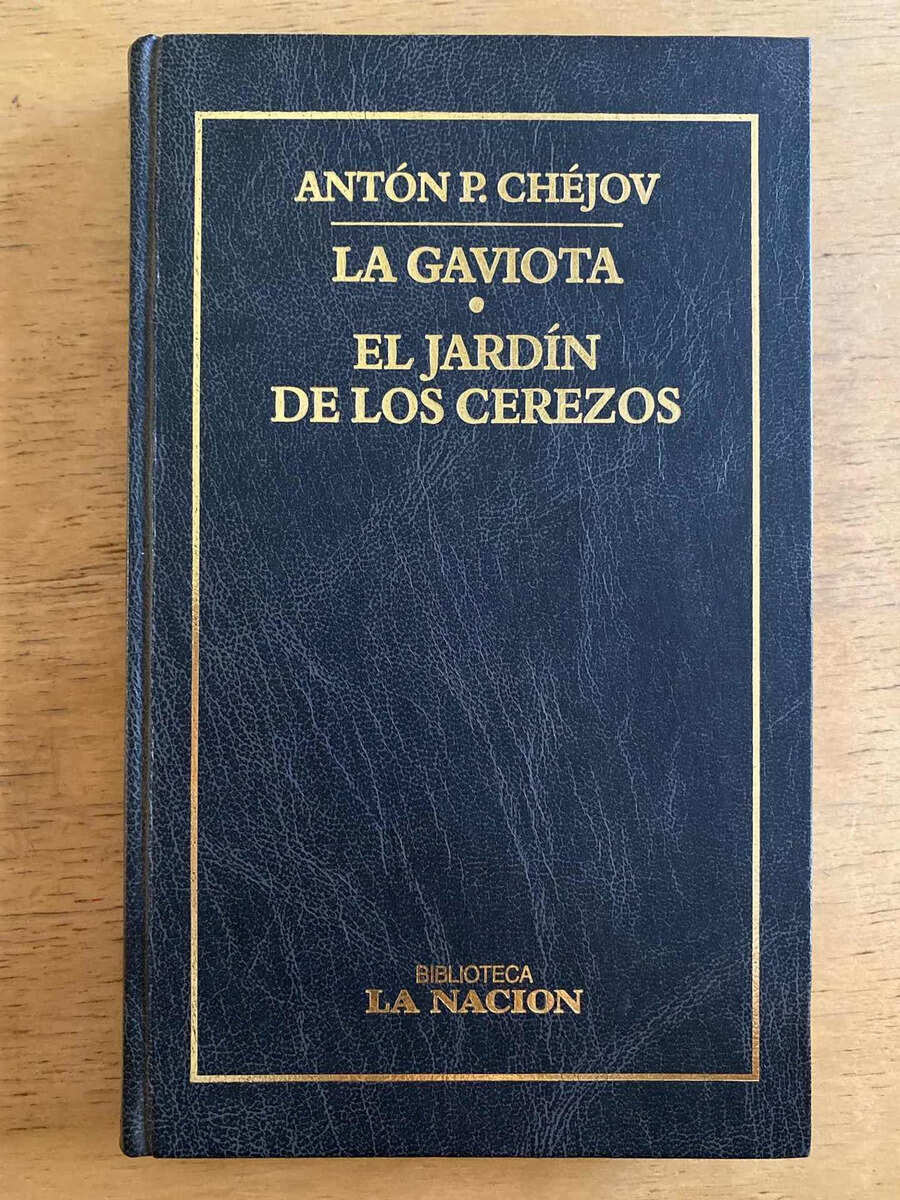 ANTÓN P. CHÉJOV
LA GAVIOTA
•
EL JARDÍN
DE LOS CEREZOS
BIBLIOTECA
LA NACION